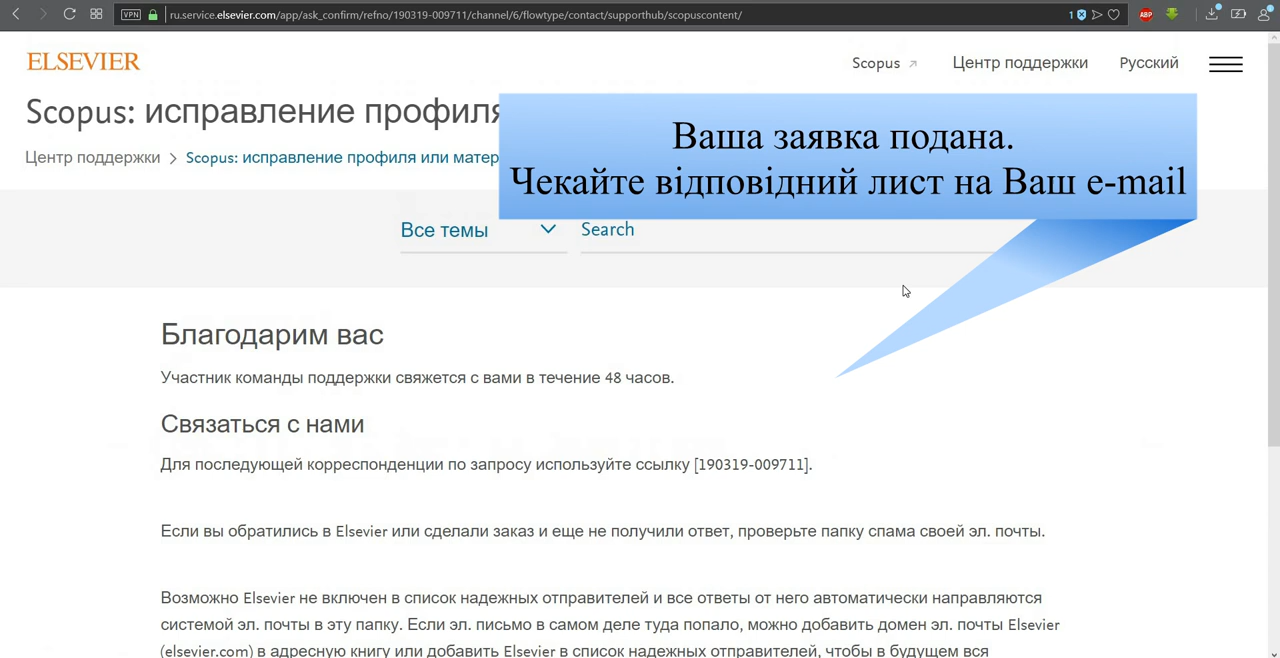 VPN
ru.service.elsevier.com/app/ask_confirm/refno/190319-009711/channel/6/flowtype/contact/supporthub/scopuscontent/
1
ABP
ELSEVIER
Scopus
Центр поддержки
Русский
Scopus: исправление профиля
Ваша заявка подана.
Чекайте відповідний лист на Ваш e-mail
Центр поддержки
Scopus: исправление профиля или матер
Все темы
Search
Благодарим вас
Участник команды поддержки свяжется с вами в течение 48 часов.
Связаться с нами
Для последующей корреспонденции по запросу используйте ссылку [190319-009711].
Если вы обратились в Elsevier или сделали заказ и еще не получили ответ, проверьте папку спама своей эл. почты.
Возможно Elsevier не включен в список надежных отправителей и все ответы от него автоматически направляются
системой эл. почты в эту папку. Если эл. письмо в самом деле туда попало, можно добавить домен эл. почты Elsevier
(elsevier.com) в адресную книгу или добавить Elsevier в список надежных отправителей, чтобы в будущем вся